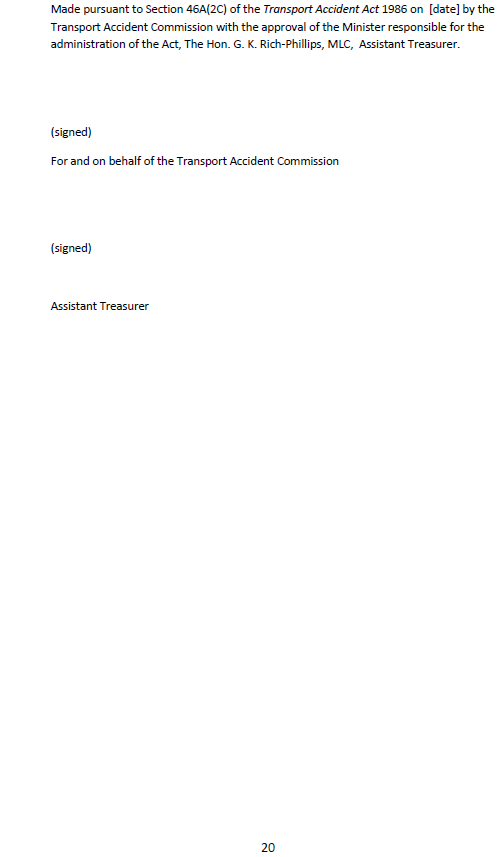 Made pursuant to Section 46A(2C) of the Transport Accident Act 1986 on  [date] by the
Transport Accident Commission with the approval of the Minister responsible for the
administration of the Act, The Hon. G. K. Rich-Phillips, MLC,  Assistant Treasurer.
(signed)
For and on behalf of the Transport Accident Commission
(signed)
Assistant Treasurer
20